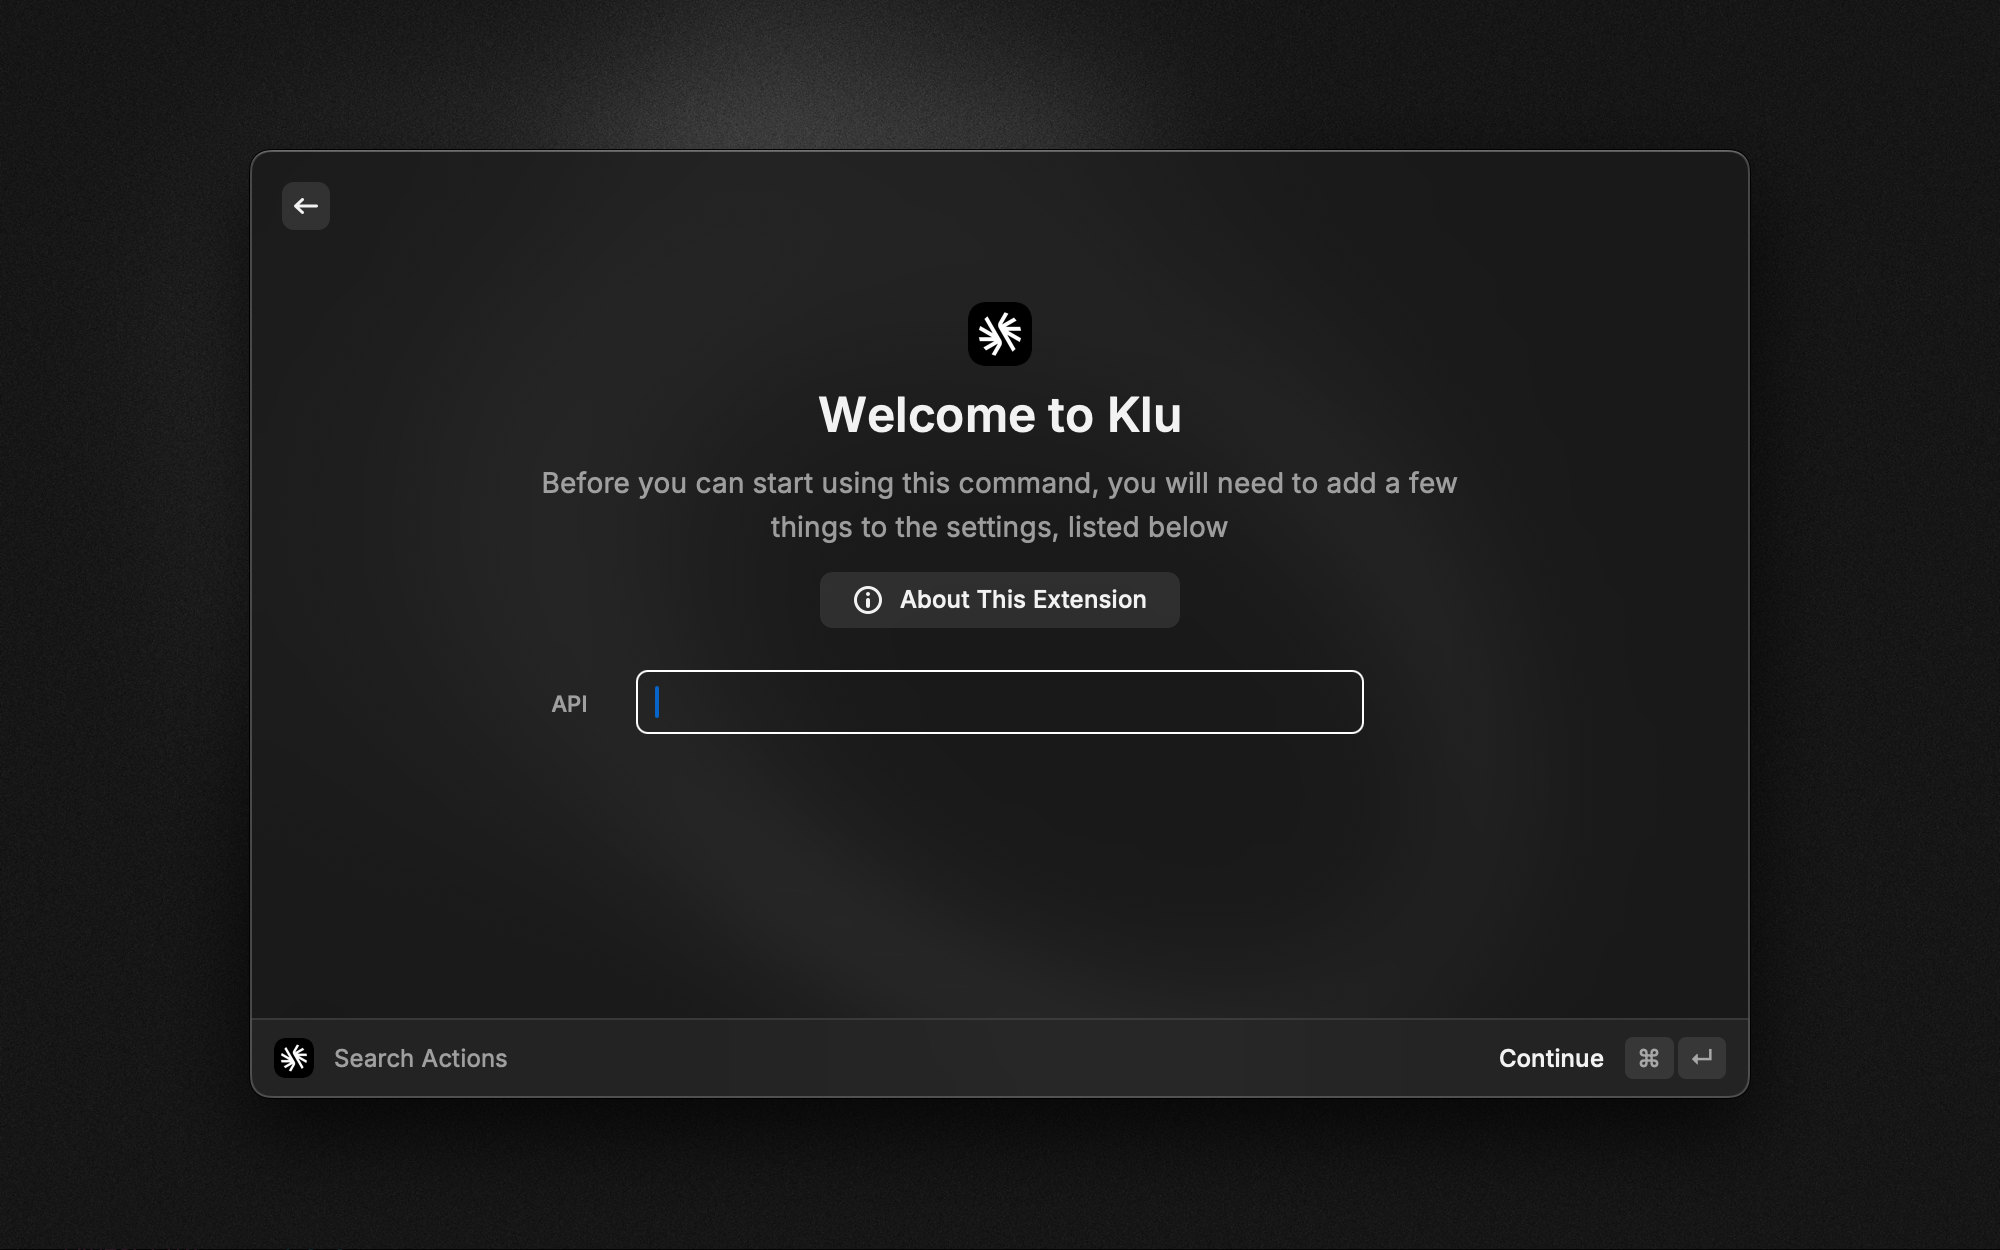 Welcome to Klu
Before you can start using this command, you will need to add a few
things to the settings, listed below
About This Extension
API
Search Actions
Continue ⌘ ↵